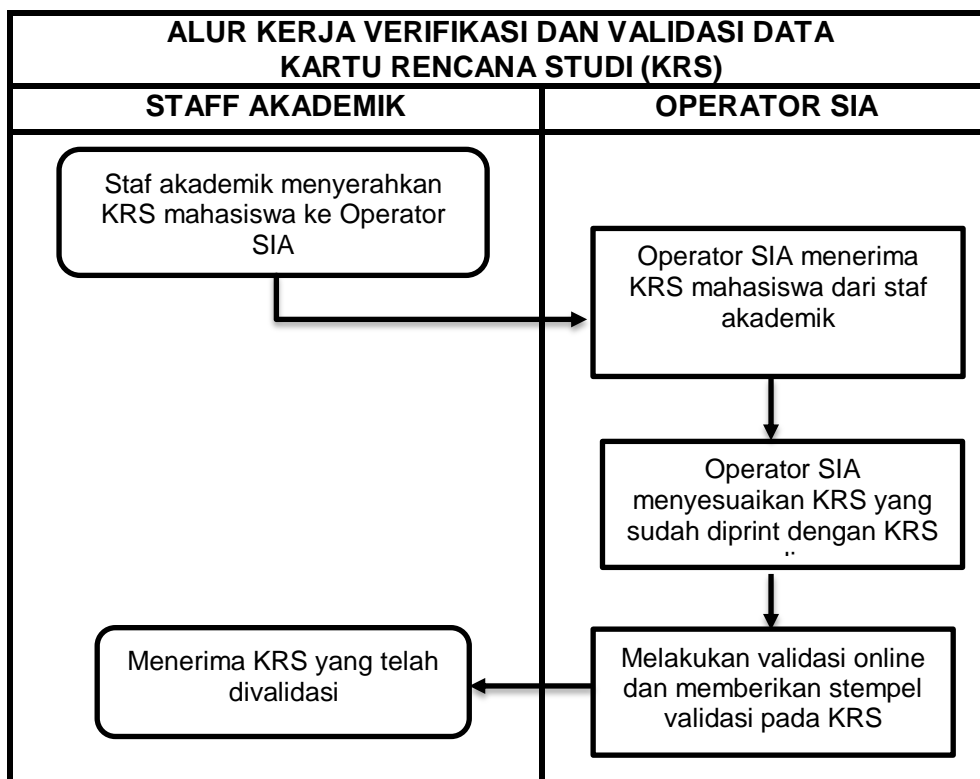 ALUR KERJA VERIFIKASI DAN VALIDASI DATA
KARTU RENCANA STUDI (KRS)
STAFF AKADEMIK
OPERATOR SIA
Staf akademik menyerahkan
KRS mahasiswa ke Operator
SIA
Operator SIA menerima
KRS mahasiswa dari staf
akademik
Operator SIA
menyesuaikan KRS yang
sudah diprint dengan KRS
Melakukan validasi online
dan memberikan stempel
validasi pada KRS
Menerima KRS yang telah
divalidasi